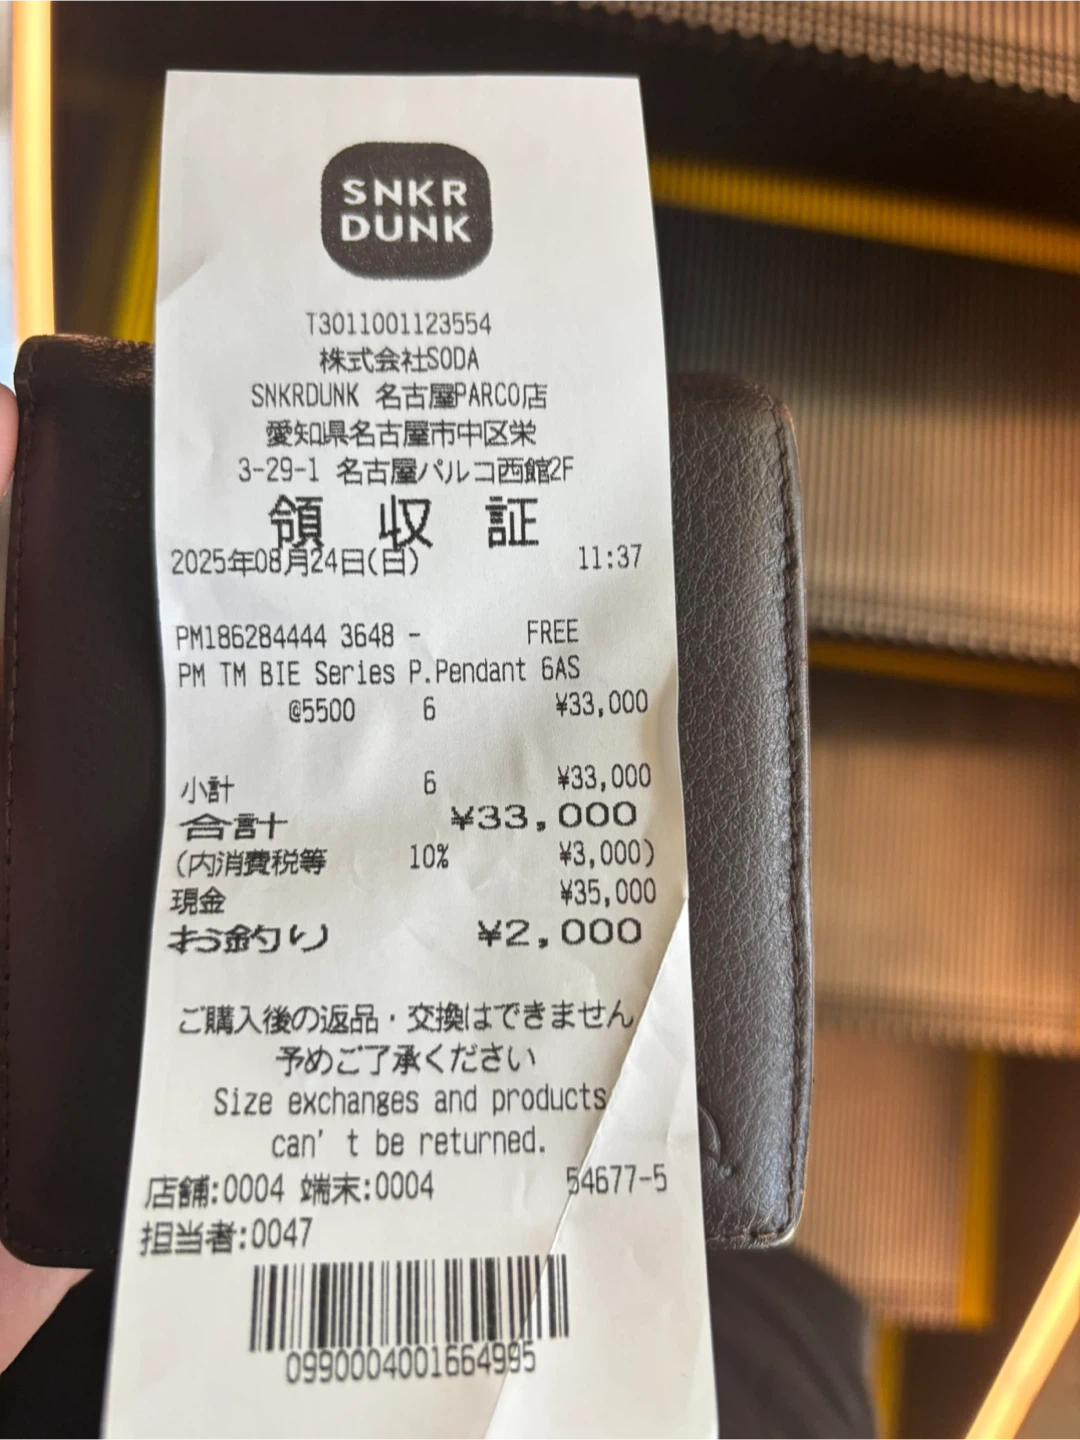 SNKR
DUNK
T3011001123554
株式会社SODA
SNKRDUNK 名古屋PARCO店
愛知県名古屋市中区栄
3-29-1 名古屋パルコ西館2F
領 収 証
2025年08月24日(日) 11:37
PM186284444 3648 - FREE
PM TM BIE Series P.Pendant 6AS
@5500 6 ¥33,000
小計 6 ¥33,000
合計 ¥33,000
(内消費税等 10% ¥3,000)
現金 ¥35,000
お釣り ¥2,000
ご購入後の返品・交換はできません
予めご了承ください
Size exchanges and products
can't be returned.
店舗:0004 端末:0004 54677-5
担当者:0047
0990004001664995